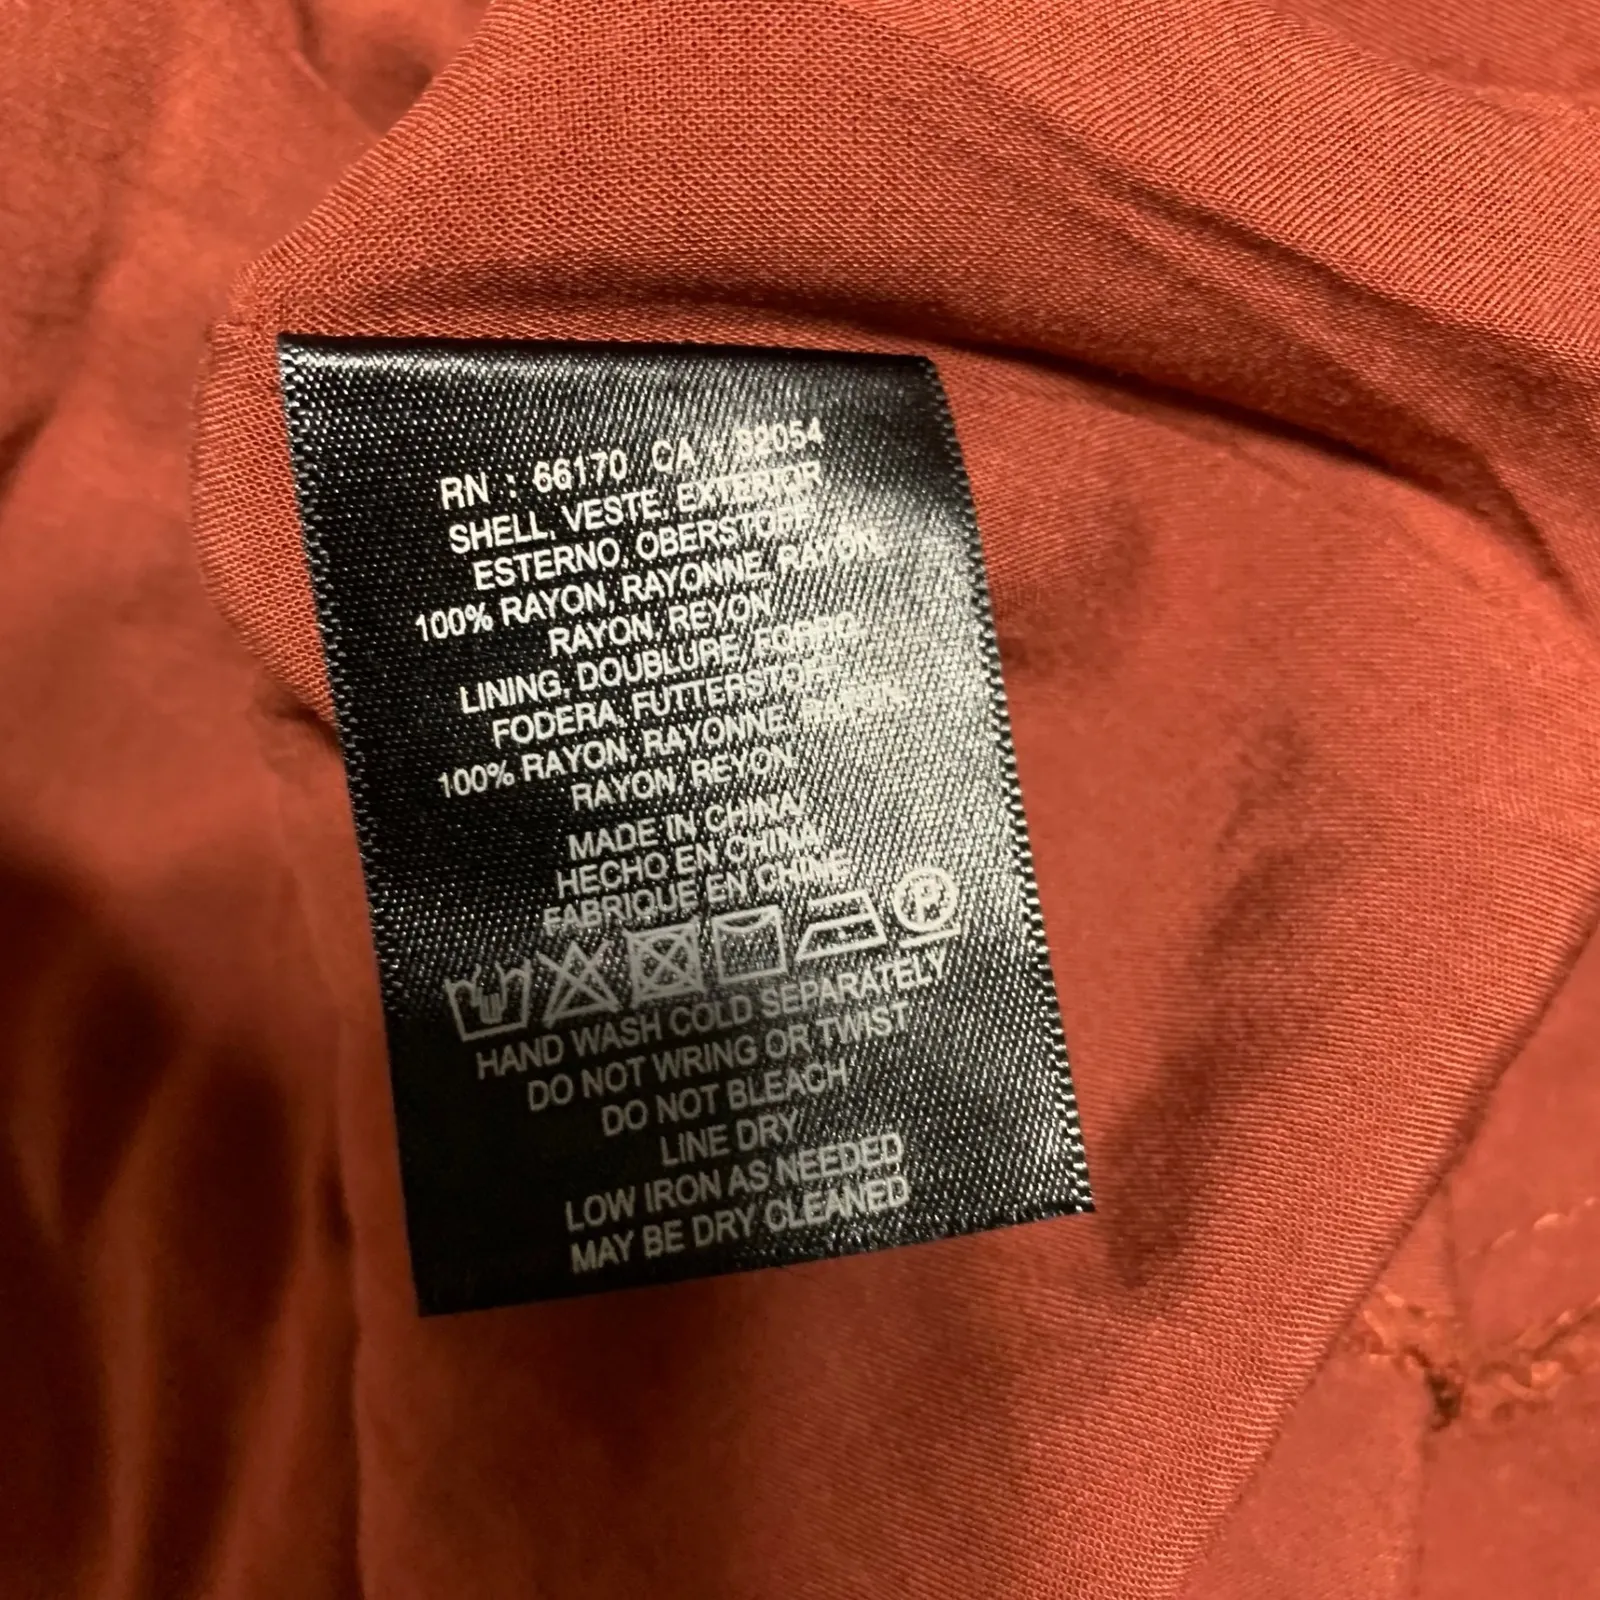 RN : 66170 CA : 32054
SHELL, VESTE, EXTERIOR
ESTERNO, OBERSTOFF
100% RAYON, RAYONNE, RAYON
RAYON, REYON
LINING, DOUBLURE, FORRO,
FODERA, FUTTERSTOFF
100% RAYON, RAYONNE, RAYON,
RAYON, REYON
MADE IN CHINA
HECHO EN CHINA
FABRIQUE EN CHINE
P
HAND WASH COLD SEPARATELY
DO NOT WRING OR TWIST
DO NOT BLEACH
LINE DRY
LOW IRON AS NEEDED
MAY BE DRY CLEANED